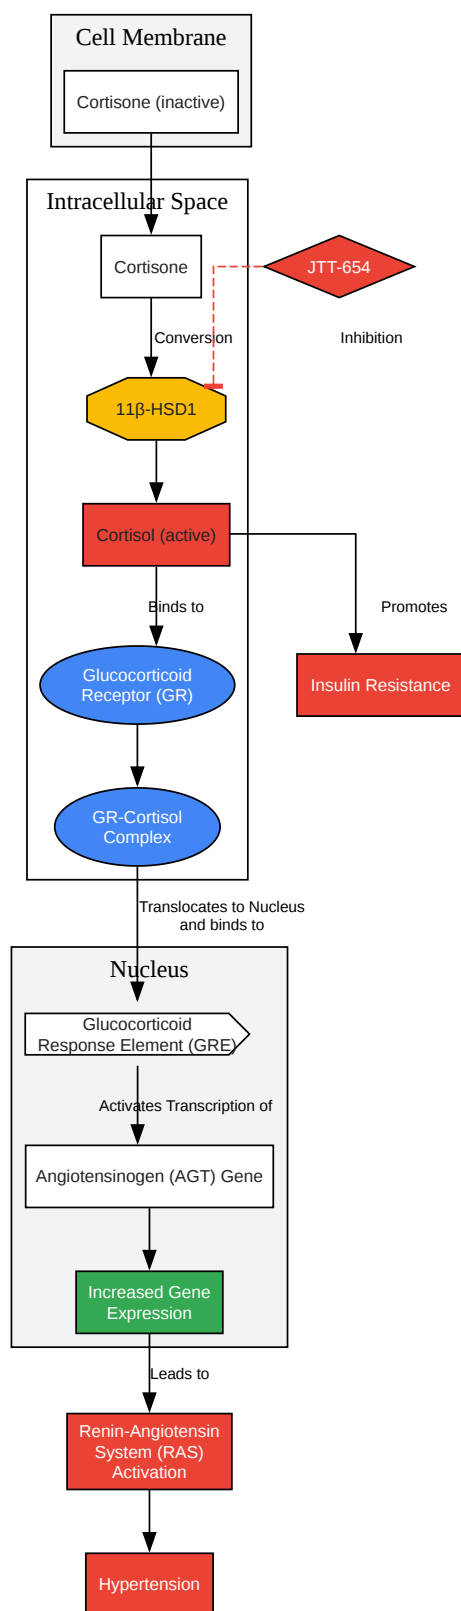 Cell Membrane
Cortisone (inactive)
Intracellular Space
Cortisone
JTT-654
Conversion
Inhibition
11β-HSD1
Cortisol (active)
Binds to
Promotes
Glucocorticoid
Receptor (GR)
Insulin Resistance
GR-Cortisol
Complex
Translocates to Nucleus
and binds to
Nucleus
Glucocorticoid
Response Element (GRE)
Activates Transcription of
Angiotensinogen (AGT) Gene
Increased Gene
Expression
Leads to
Renin-Angiotensin
System (RAS)
Activation
Hypertension